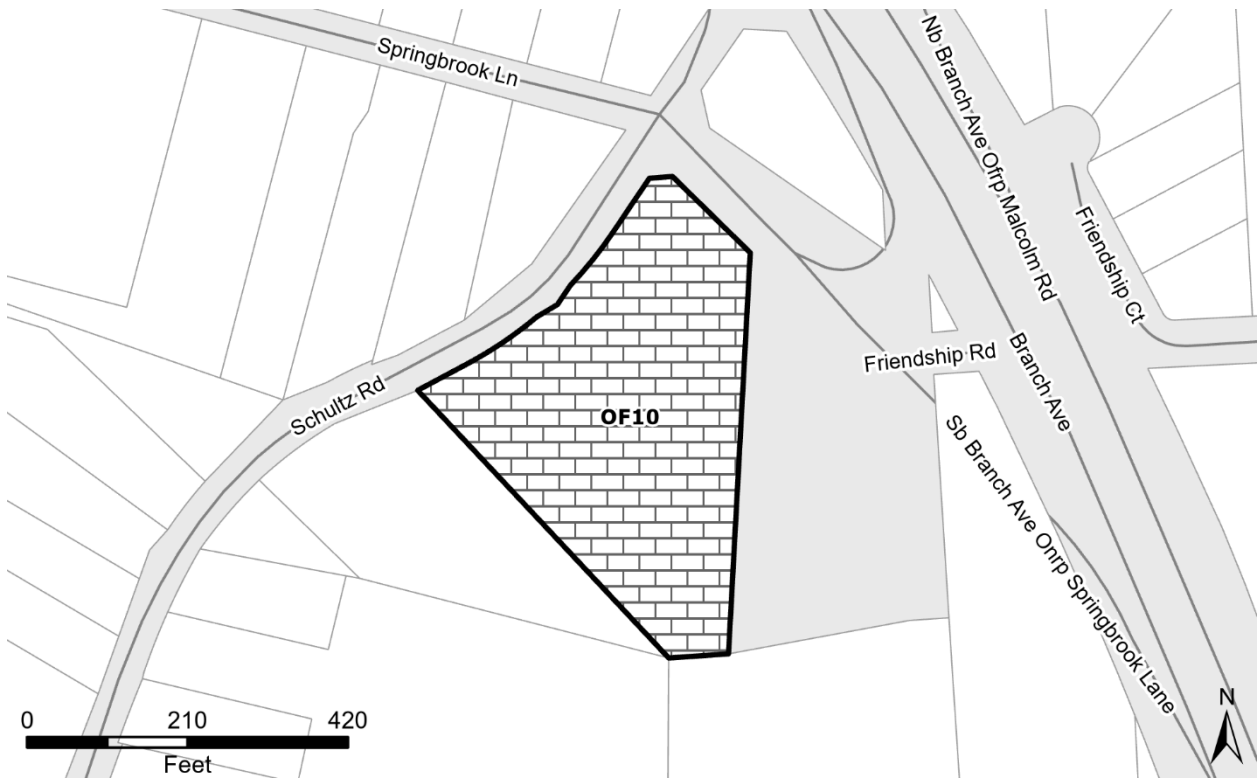 Springbrook Ln
Nb Branch Ave Ofrp Malcolm Rd
Friendship Ct
Branch Ave
Friendship Rd
Schultz Rd
OF10
Sb Branch Ave Onrp Springbrook Lane
0 210 420
Feet
N